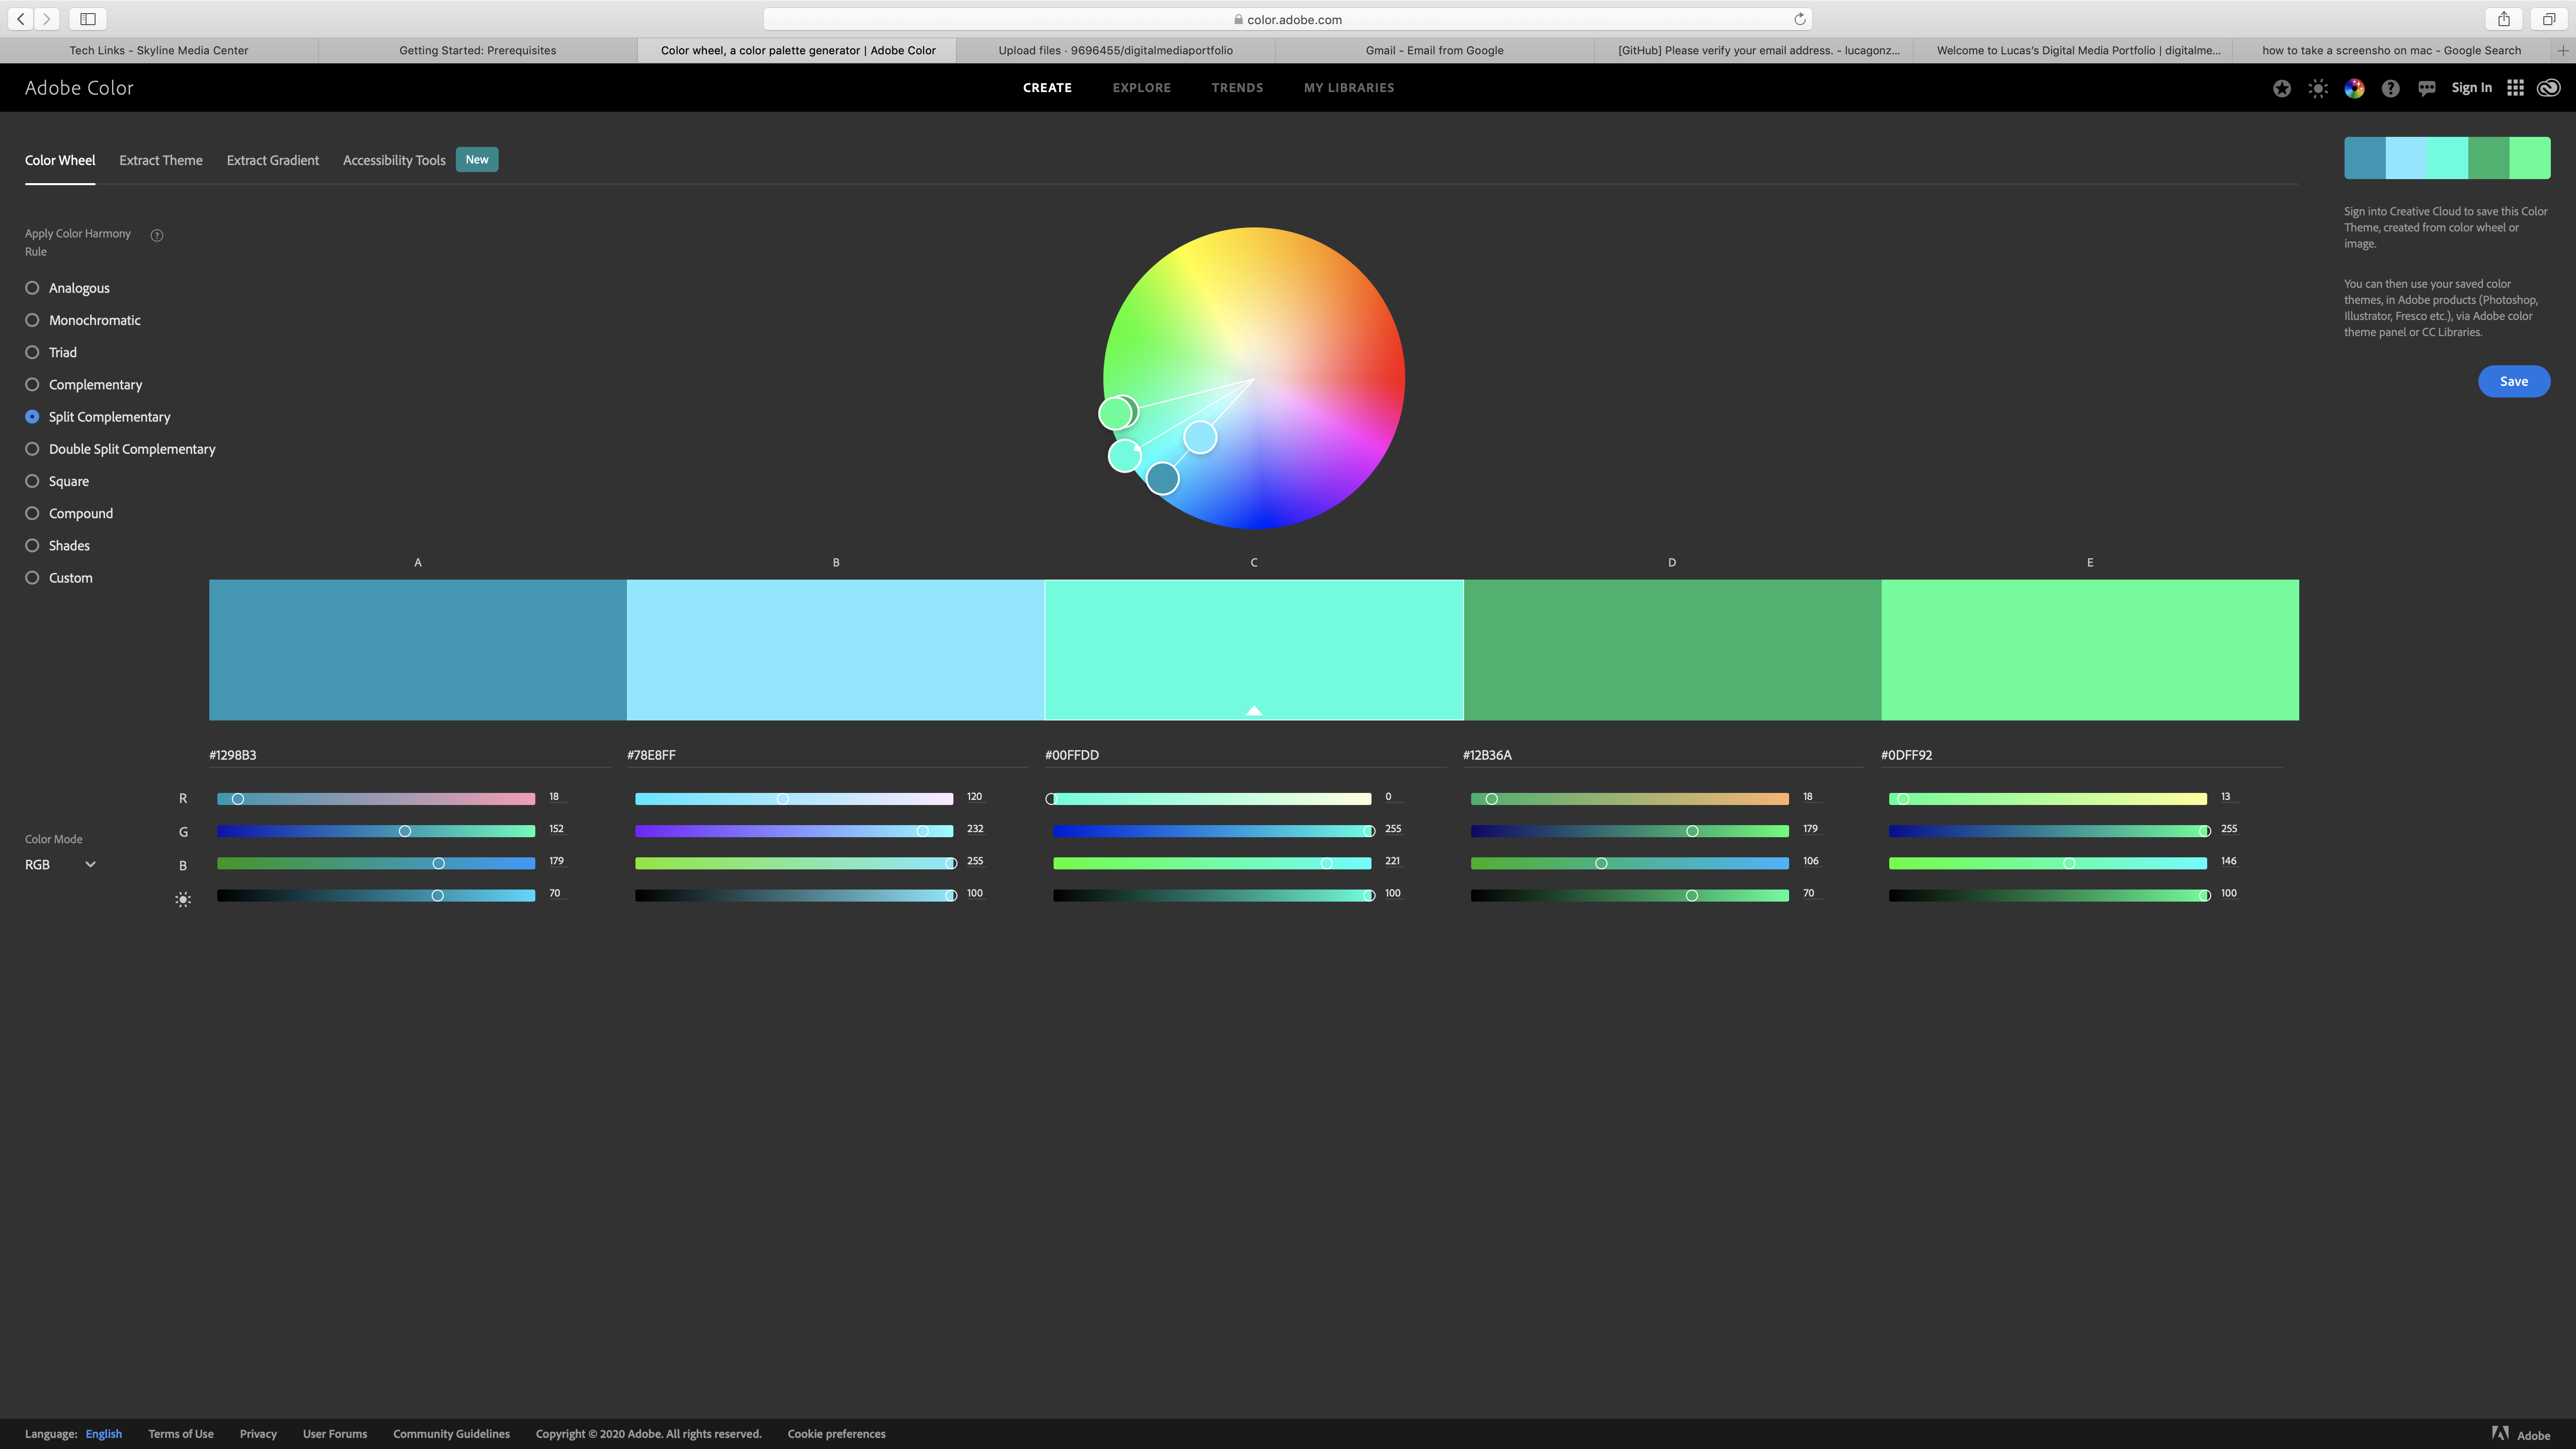 color.adobe.com
Tech Links - Skyline Media Center
Getting Started: Prerequisites
Color wheel, a color palette generator | Adobe Color
Upload files · 9696455/digitalmediaportfolio
Gmail - Email from Google
[GitHub] Please verify your email address. - lucagonz...
Welcome to Lucas's Digital Media Portfolio | digitalme...
how to take a screensho on mac - Google Search
Adobe Color
CREATE
EXPLORE
TRENDS
MY LIBRARIES
Sign In
Color Wheel
Extract Theme
Extract Gradient
Accessibility Tools
New
Apply Color Harmony
Rule
Analogous
Monochromatic
Triad
Complementary
Split Complementary
Double Split Complementary
Square
Compound
Shades
Custom
Sign into Creative Cloud to save this Color
Theme, created from color wheel or
image.
You can then use your saved color
themes, in Adobe products (Photoshop,
Illustrator, Fresco etc.), via Adobe color
theme panel or CC Libraries.
Save
A
B
C
D
E
#1298B3
#78E8FF
#00FFDD
#12B36A
#0DFF92
Color Mode
RGB
R
18
120
0
18
13
G
152
232
255
179
255
B
179
255
221
106
146
70
100
100
70
100
Language: English
Terms of Use
Privacy
User Forums
Community Guidelines
Copyright © 2020 Adobe. All rights reserved.
Cookie preferences
Adobe